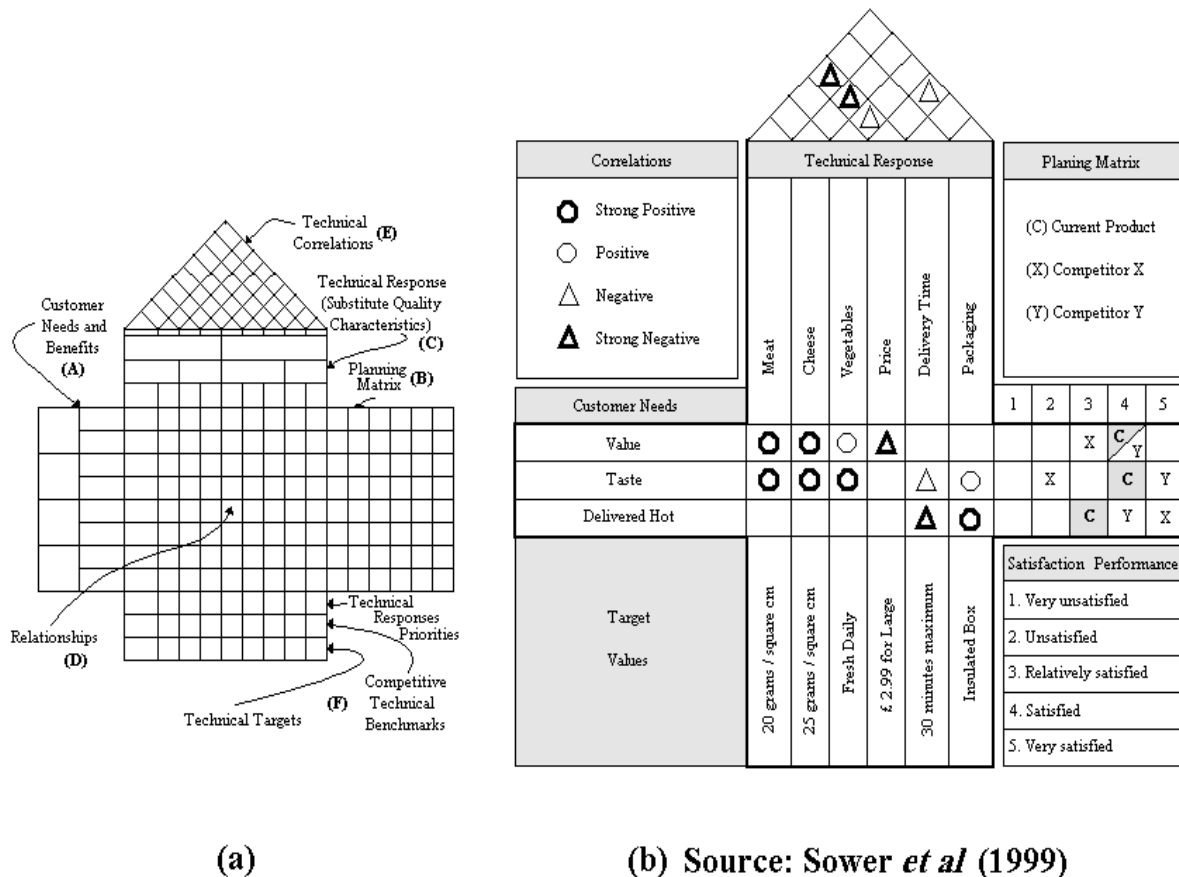 Technical
Correlations
(E)
Technical Response
(Substitute Quality
Characteristics)
(C)
Customer
Needs and
Benefits
(A)
Planning
Matrix
(B)
Relationships
(D)
Technical
Responses
Priorities
Competitive
Technical
Benchmarks
(F)
Technical Targets
(a)
Correlations
Strong Positive
Positive
Negative
Strong Negative
Technical Response
Meat
Cheese
Vegetables
Price
Delivery Time
Packaging
Planing Matrix
(C) Current Product
(X) Competitor X
(Y) Competitor Y
Customer Needs
1 2 3 4 5
Value
X C Y
Taste
X C Y
Delivered Hot
C Y X
Target
Values
20 grams / square cm
25 grams / square cm
Fresh Daily
£ 2.99 for Large
30 minutes maximum
Insulated Box
Satisfaction Performance
1. Very unsatisfied
2. Unsatisfied
3. Relatively satisfied
4. Satisfied
5. Very satisfied
(b) Source: Sower et al (1999)